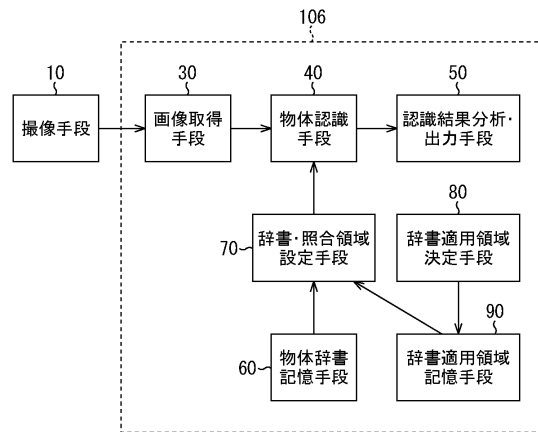 106
10
30
40
50
撮像手段
画像取得
手段
物体認識
手段
認識結果分析・
出力手段
80
70
辞書・照合領域
設定手段
辞書適用領域
決定手段
90
60
物体辞書
記憶手段
辞書適用領域
記憶手段